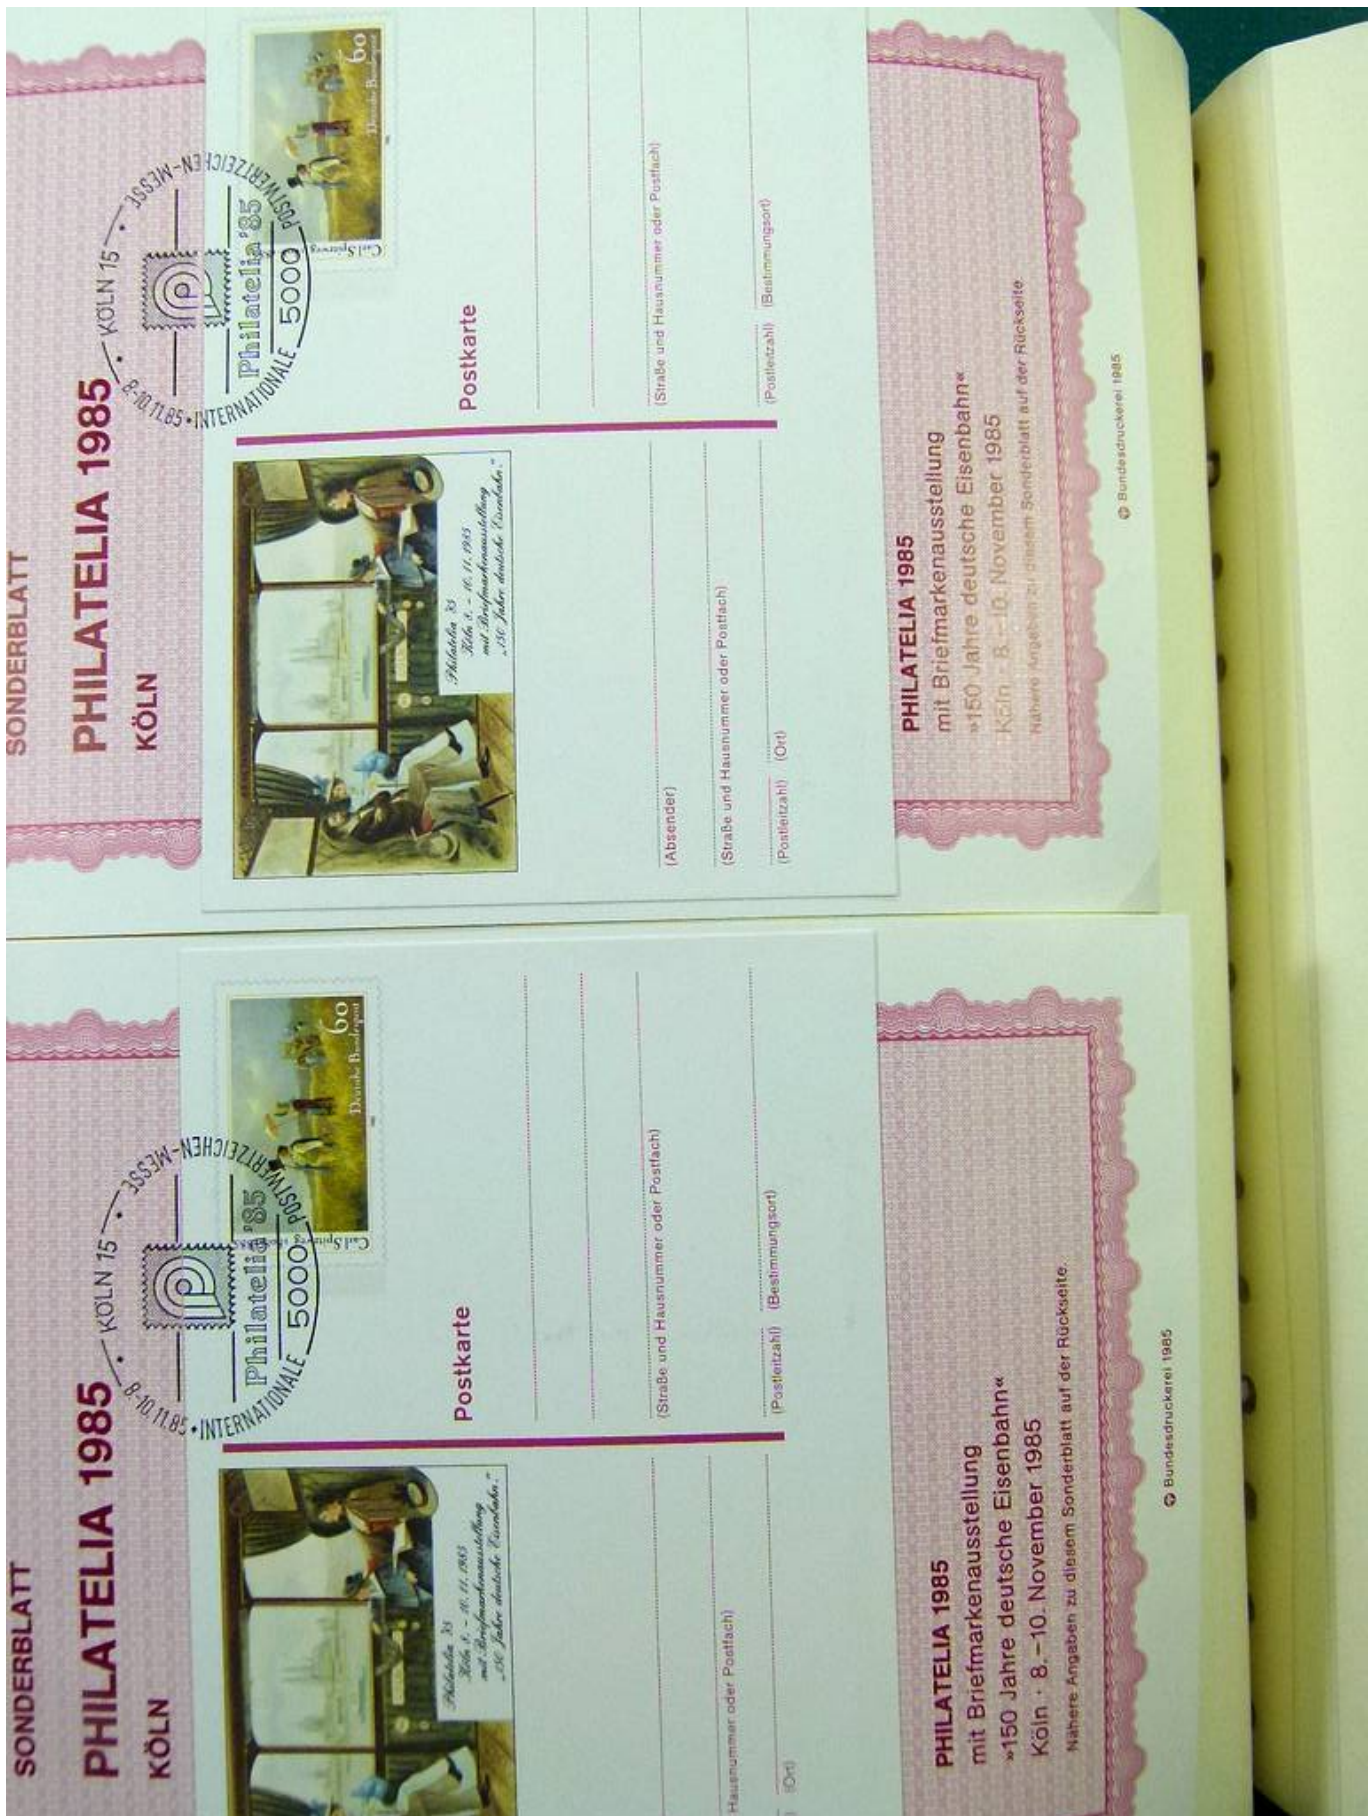 SONDERBLATT
PHILATELIA 1985
KÖLN
KÖLN 15
8.-10.11.85 • INTERNATIONALE POSTWERTZEICHEN-MESSE
Philatelia '85
5000
Carl Spitzweg
Deutsche Bundespost
60
Philatelia '85
Köln 8. – 10. 11. 1985
mit Briefmarkenausstellung
„150 Jahre deutsche Eisenbahn.“
Postkarte
(Absender)
(Straße und Hausnummer oder Postfach)
(Straße und Hausnummer oder Postfach)
(Postleitzahl) (Ort)
(Postleitzahl) (Bestimmungsort)
PHILATELIA 1985
mit Briefmarkenausstellung
»150 Jahre deutsche Eisenbahn«
Köln · 8.–10. November 1985
Nähere Angaben zu diesem Sonderblatt auf der Rückseite.
© Bundesdruckerei 1985
SONDERBLATT
PHILATELIA 1985
KÖLN
KÖLN 15
8.-10.11.85 • INTERNATIONALE POSTWERTZEICHEN-MESSE
Philatelia '85
5000
Carl Spitzweg
Deutsche Bundespost
60
Philatelia '85
Köln 8. – 10. 11. 1985
mit Briefmarkenausstellung
„150 Jahre deutsche Eisenbahn.“
Postkarte
(Straße und Hausnummer oder Postfach)
Hausnummer oder Postfach)
(Ort)
(Postleitzahl) (Bestimmungsort)
PHILATELIA 1985
mit Briefmarkenausstellung
»150 Jahre deutsche Eisenbahn«
Köln · 8.–10. November 1985
Nähere Angaben zu diesem Sonderblatt auf der Rückseite.
© Bundesdruckerei 1985